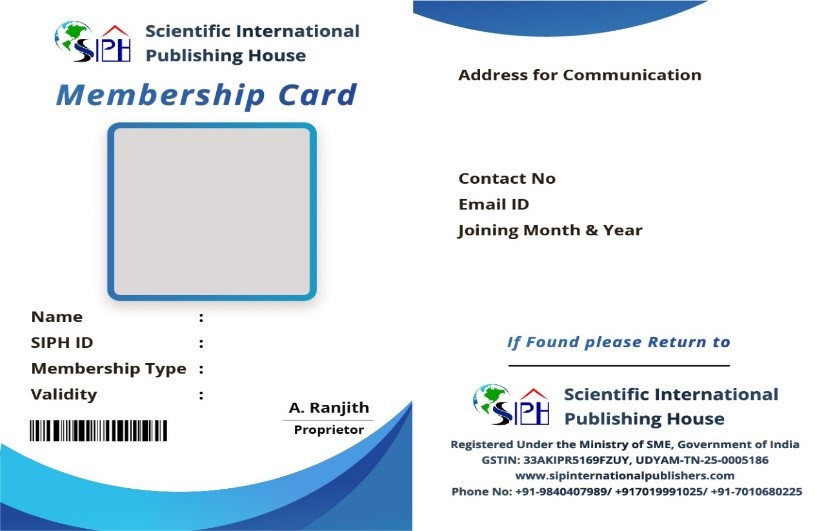 SIPH
Scientific International
Publishing House
Membership Card
Name :
SIPH ID :
Membership Type :
Validity :
A. Ranjith
Proprietor
Address for Communication
Contact No
Email ID
Joining Month & Year
If Found please Return to
SIPH
Scientific International
Publishing House
Registered Under the Ministry of SME, Government of India
GSTIN: 33AKIPR5169FZUY, UDYAM-TN-25-0005186
www.sipinternationalpublishers.com
Phone No: +91-9840407989/ +917019991025/ +91-7010680225